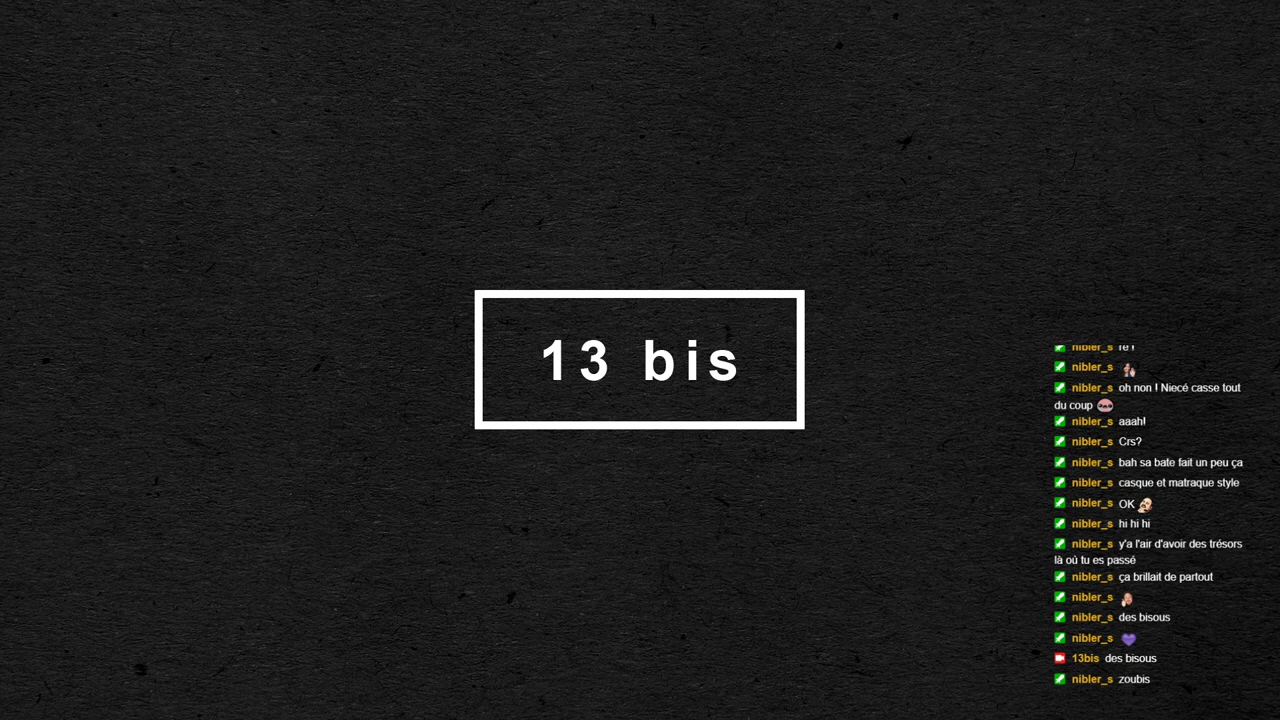 13 bis
nibler_s re !
nibler_s
nibler_s oh non ! Niecé casse tout
du coup
nibler_s aaah!
nibler_s Crs?
nibler_s bah sa bate fait un peu ça
nibler_s casque et matraque style
nibler_s OK
nibler_s hi hi hi
nibler_s y'a l'air d'avoir des trésors
là où tu es passé
nibler_s ça brillait de partout
nibler_s
nibler_s des bisous
nibler_s 💜
13bis des bisous
nibler_s zoubis